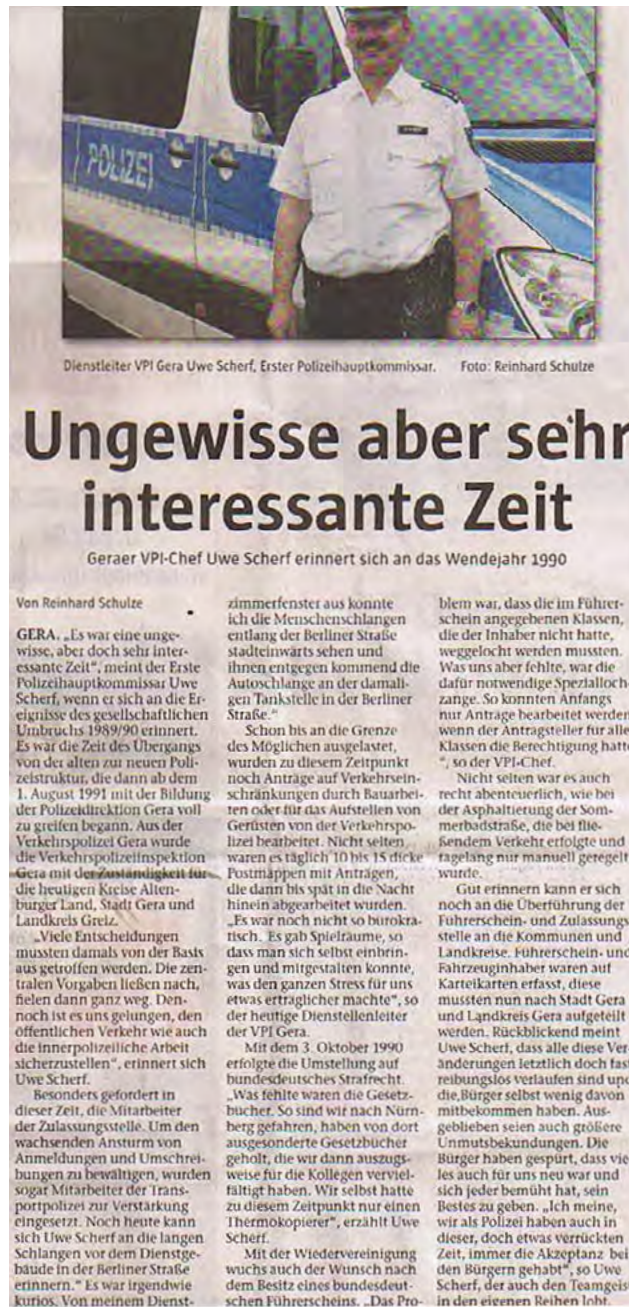 POLIZEI
Dienstleiter VPI Gera Uwe Scherf, Erster Polizeihauptkommissar. Foto: Reinhard Schulze
Ungewisse aber sehr
interessante Zeit
Geraer VPI-Chef Uwe Scherf erinnert sich an das Wendejahr 1990
Von Reinhard Schulze
GERA. „Es war eine unge-
wisse, aber doch sehr inter-
essante Zeit“, meint der Erste
Polizeihauptkommissar Uwe
Scherf, wenn er sich an die Er-
eignisse des gesellschaftlichen
Umbruchs 1989/90 erinnert.
Es war die Zeit des Übergangs
von der alten zur neuen Poli-
zeistruktur, die dann ab dem
1. August 1991 mit der Bildung
der Polizeidirektion Gera voll
zu greifen begann. Aus der
Verkehrspolizei Gera wurde
die Verkehrspolizeiinspektion
Gera mit der Zuständigkeit für
die heutigen Kreise Alten-
burger Land, Stadt Gera und
Landkreis Greiz.
„Viele Entscheidungen
mussten damals von der Basis
aus getroffen werden. Die zen-
tralen Vorgaben ließen nach,
fielen dann ganz weg. Den-
noch ist es uns gelungen, den
öffentlichen Verkehr wie auch
die innerpolizeiliche Arbeit
sicherzustellen“, erinnert sich
Uwe Scherf.
Besonders gefordert in
dieser Zeit, die Mitarbeiter
der Zulassungsstelle. Um den
wachsenden Ansturm von
Anmeldungen und Umschrei-
bungen zu bewältigen, wurden
sogar Mitarbeiter der Trans-
portpolizei zur Verstärkung
eingesetzt. Noch heute kann
sich Uwe Scherf an die langen
Schlangen vor dem Dienstge-
bäude in der Berliner Straße
erinnern.“ Es war irgendwie
kurios. Von meinem Dienst-
zimmerfenster aus konnte
ich die Menschenschlangen
entlang der Berliner Straße
stadteinwärts sehen und
ihnen entgegen kommend die
Autoschlange an der damali-
gen Tankstelle in der Berliner
Straße.“
Schon bis an die Grenze
des Möglichen ausgelastet,
wurden zu diesem Zeitpunkt
noch Anträge auf Verkehrsein-
schränkungen durch Bauarbei-
ten oder für das Aufstellen von
Gerüsten von der Verkehrspo-
lizei bearbeitet. Nicht selten
waren es täglich 10 bis 15 dicke
Postmappen mit Anträgen,
die dann bis spät in die Nacht
hinein abgearbeitet wurden.
„Es war noch nicht so bürokra-
tisch. Es gab Spielräume, so
dass man sich selbst einbrin-
gen und mitgestalten konnte,
was den ganzen Stress für uns
etwas erträglicher machte“, so
der heutige Dienstellenleiter
der VPI Gera.
Mit dem 3. Oktober 1990
erfolgte die Umstellung auf
bundesdeutsches Strafrecht.
„Was fehlte waren die Gesetz-
bücher. So sind wir nach Nürn-
berg gefahren, haben von dort
ausgesonderte Gesetzbücher
geholt, die wir dann auszugs-
weise für die Kollegen verviel-
fältigt haben. Wir selbst hatte
zu diesem Zeitpunkt nur einen
Thermokopierer“, erzählt Uwe
Scherf.
Mit der Wiedervereinigung
wuchs auch der Wunsch nach
dem Besitz eines bundesdeut-
schen Führerscheins. „Das Pro-
blem war, dass die im Führer-
schein angegebenen Klassen,
die der Inhaber nicht hatte,
weggelocht werden mussten.
Was uns aber fehlte, war die
dafür notwendige Spezialloch-
zange. So konnten Anfangs
nur Anträge bearbeitet werden
wenn der Antragsteller für alle
Klassen die Berechtigung hatte
“, so der VPI-Chef.
Nicht selten war es auch
recht abenteuerlich, wie bei
der Asphaltierung der Som-
merbadstraße, die bei flie-
ßendem Verkehr erfolgte und
tagelang nur manuell geregelt
wurde.
Gut erinnern kann er sich
noch an die Überführung der
Führerschein- und Zulassungs
stelle an die Kommunen und
Landkreise. Führerschein- und
Fahrzeuginhaber waren auf
Karteikarten erfasst, diese
mussten nun nach Stadt Gera
und Landkreis Gera aufgeteilt
werden. Rückblickend meint
Uwe Scherf, dass alle diese Ver-
änderungen letztlich doch fast
reibungslos verlaufen sind und
die Bürger selbst wenig davon
mitbekommen haben. Aus-
geblieben seien auch größere
Unmutsbekundungen. Die
Bürger haben gespürt, dass vie
les auch für uns neu war und
sich jeder bemüht hat, sein
Bestes zu geben. „Ich meine,
wir als Polizei haben auch in
dieser, doch etwas verrückten
Zeit, immer die Akzeptanz bei
den Bürgern gehabt“, so Uwe
Scherf, der auch den Teamgeis
in den eigenen Reihen lobt.